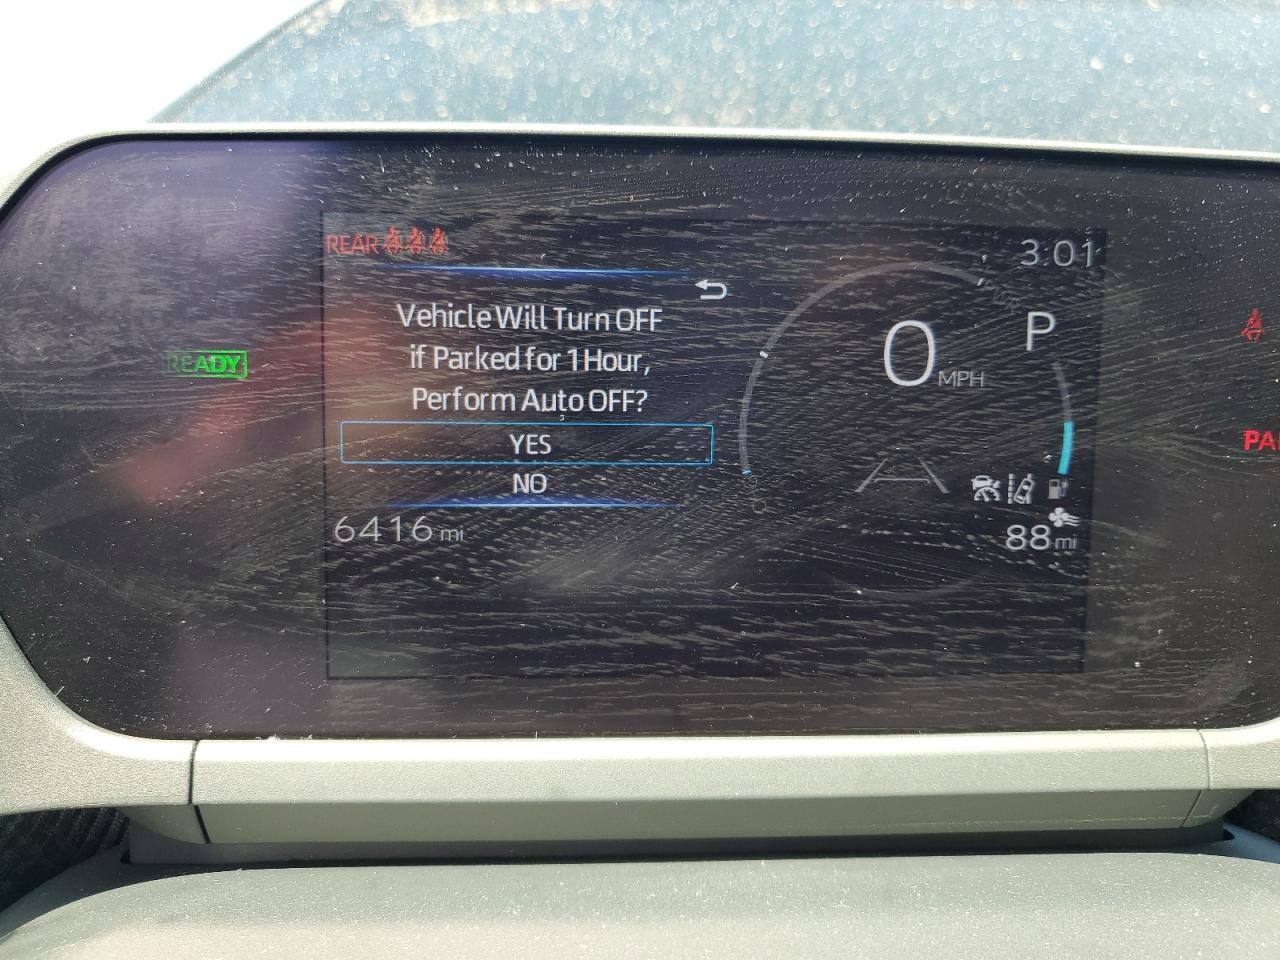 REAR
3:01
Vehicle Will Turn OFF
if Parked for 1 Hour,
Perform Auto OFF?
YES
NO
READY
0 MPH
P
6416 mi
88 mi